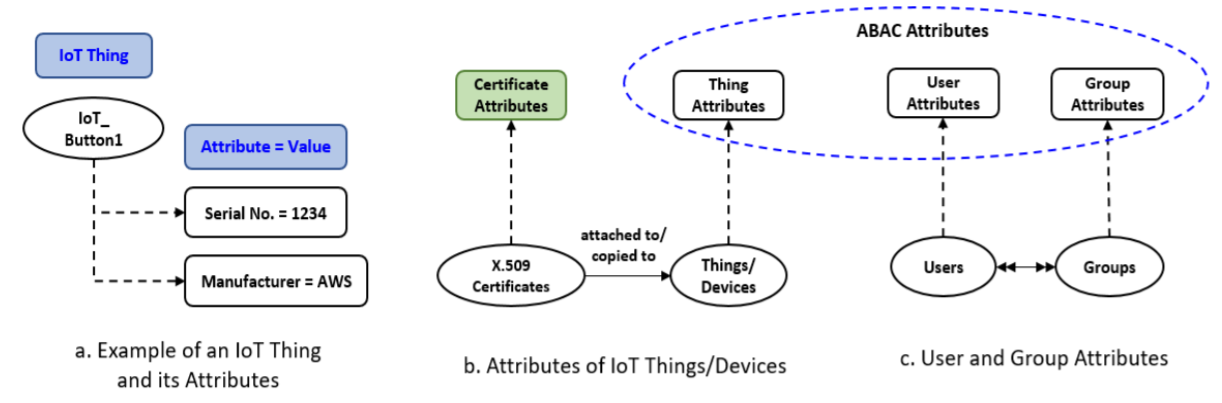 IoT Thing
IoT_
Button1
Attribute = Value
Serial No. = 1234
Manufacturer = AWS
a. Example of an IoT Thing
and its Attributes
Certificate
Attributes
X.509
Certificates
attached to/
copied to
Things/
Devices
Thing
Attributes
b. Attributes of IoT Things/Devices
ABAC Attributes
User
Attributes
Group
Attributes
Users
Groups
c. User and Group Attributes